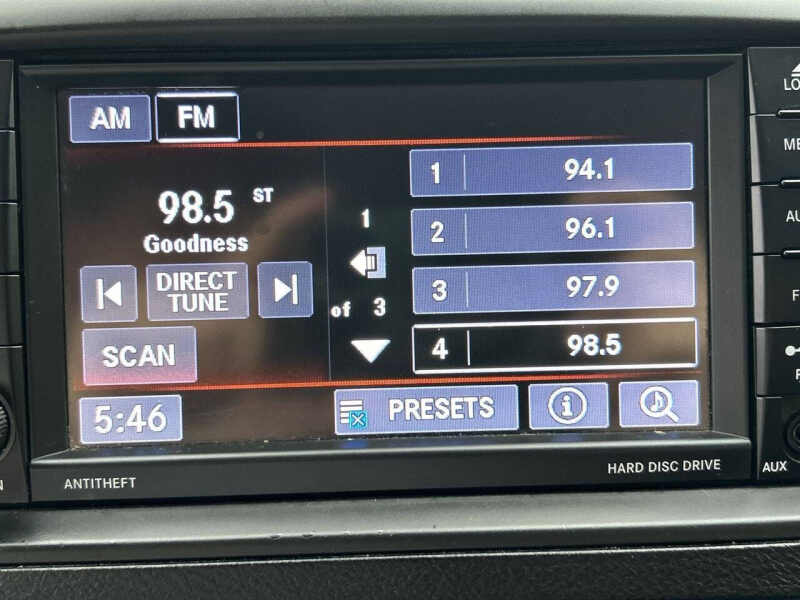 AM FM
98.5 ST
Goodness
DIRECT
TUNE
SCAN
5:46
1
of 3
1 94.1
2 96.1
3 97.9
4 98.5
PRESETS
i
ANTITHEFT
HARD DISC DRIVE
AUX